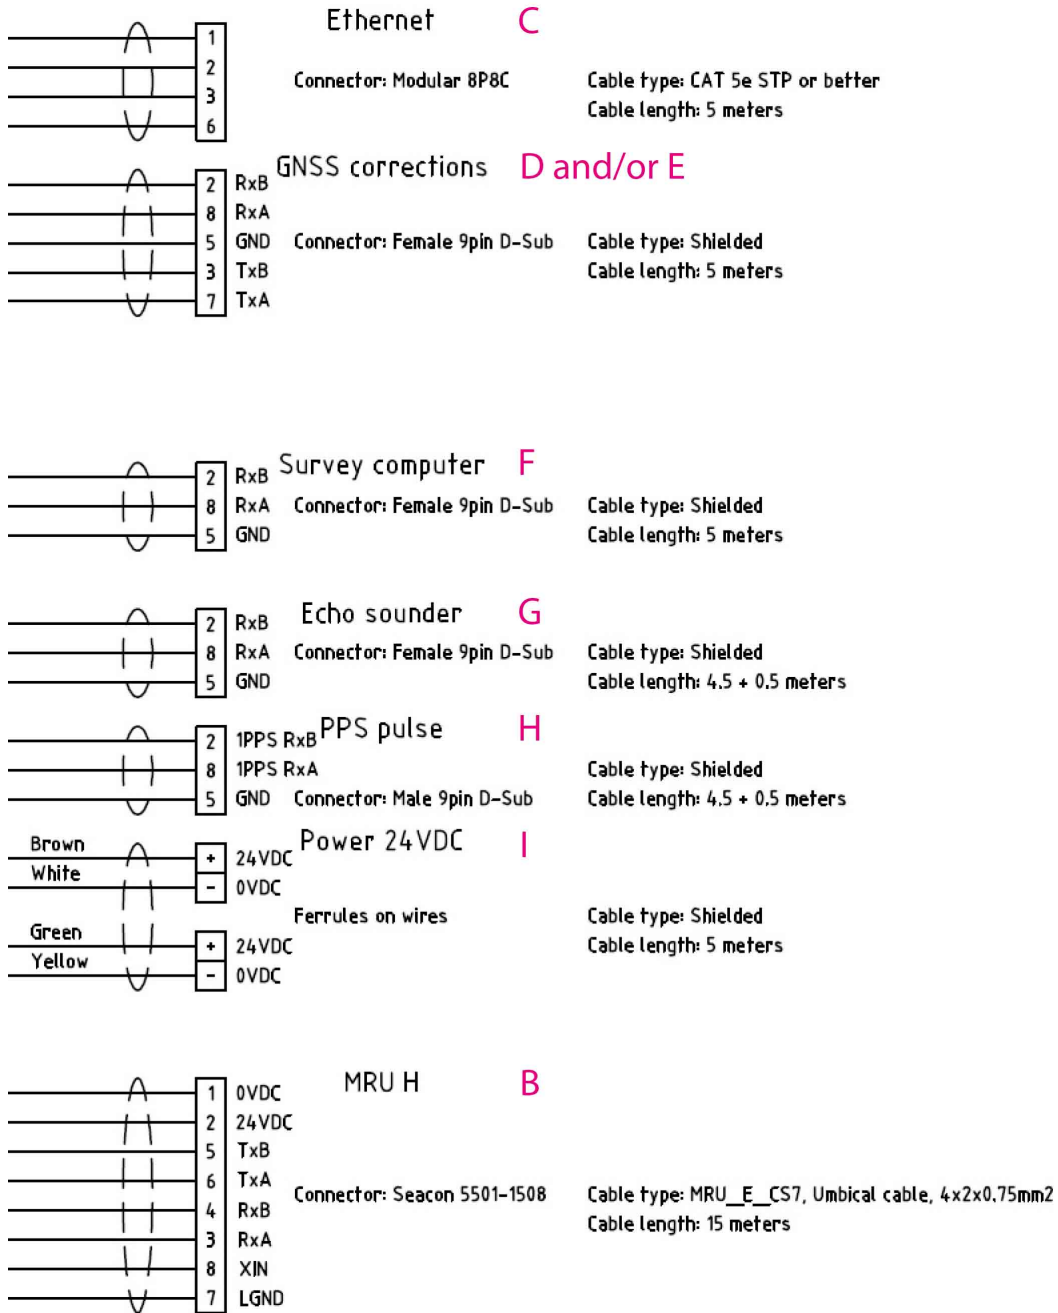 Ethernet C
1
2
3
6
Connector: Modular 8P8C
Cable type: CAT 5e STP or better
Cable length: 5 meters
GNSS corrections D and/or E
2 RxB
8 RxA
5 GND
3 TxB
7 TxA
Connector: Female 9pin D-Sub
Cable type: Shielded
Cable length: 5 meters
Survey computer F
2 RxB
8 RxA
5 GND
Connector: Female 9pin D-Sub
Cable type: Shielded
Cable length: 5 meters
Echo sounder G
2 RxB
8 RxA
5 GND
Connector: Female 9pin D-Sub
Cable type: Shielded
Cable length: 4.5 + 0.5 meters
PPS pulse H
2 1PPS RxB
8 1PPS RxA
5 GND
Connector: Male 9pin D-Sub
Cable type: Shielded
Cable length: 4.5 + 0.5 meters
Power 24VDC I
Brown + 24VDC
White - 0VDC
Green + 24VDC
Yellow - 0VDC
Ferrules on wires
Cable type: Shielded
Cable length: 5 meters
MRU H B
1 0VDC
2 24VDC
5 TxB
6 TxA
4 RxB
3 RxA
8 XIN
7 LGND
Connector: Seacon 5501-1508
Cable type: MRU_E_CS7, Umbical cable, 4x2x0.75mm2
Cable length: 15 meters